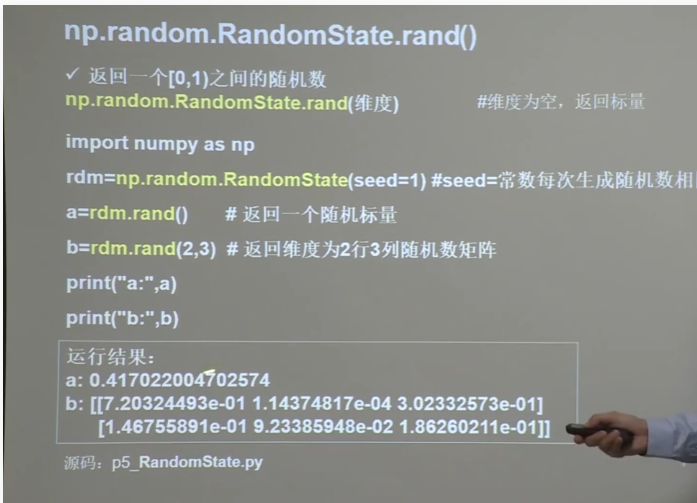 np.random.RandomState.rand()
✓ 返回一个[0,1)之间的随机数
np.random.RandomState.rand(维度) #维度为空，返回标量
import numpy as np
rdm=np.random.RandomState(seed=1) #seed=常数每次生成随机数相
a=rdm.rand() # 返回一个随机标量
b=rdm.rand(2,3) # 返回维度为2行3列随机数矩阵
print("a:",a)
print("b:",b)
运行结果：
a: 0.417022004702574
b: [[7.20324493e-01 1.14374817e-04 3.02332573e-01]
[1.46755891e-01 9.23385948e-02 1.86260211e-01]]
源码：p5_RandomState.py